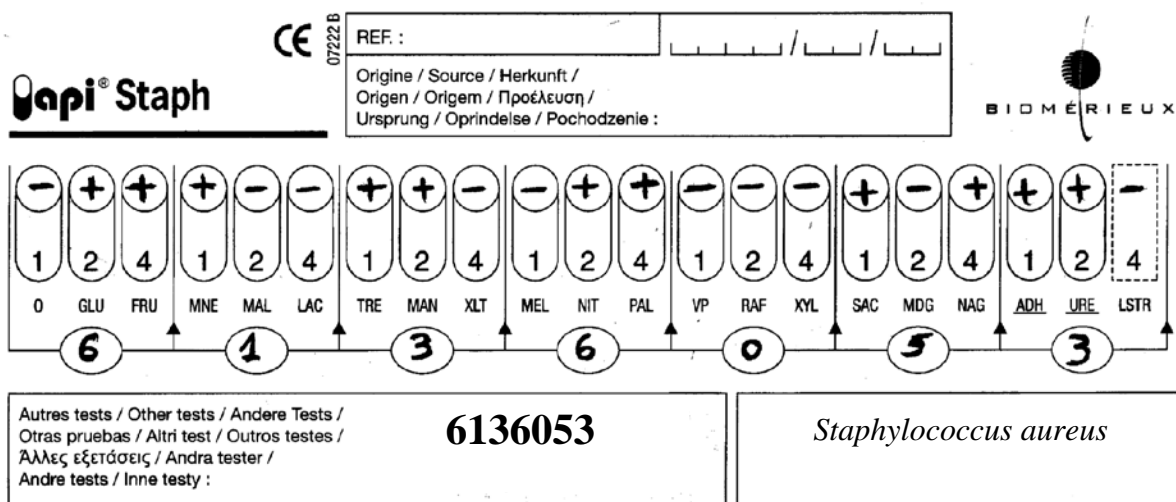 CE 07222 B
REF. :
/ /
Origine / Source / Herkunft /
Origen / Origem / Προέλευση /
Ursprung / Oprindelse / Pochodzenie :
api® Staph
BIOMÉRIEUX
- + + + - - + + - - + + - - - + - + + + -
1 2 4 1 2 4 1 2 4 1 2 4 1 2 4 1 2 4 1 2 4
0 GLU FRU MNE MAL LAC TRE MAN XLT MEL NIT PAL VP RAF XYL SAC MDG NAG ADH URE LSTR
6 1 3 6 0 5 3
Autres tests / Other tests / Andere Tests /
Otras pruebas / Altri test / Outros testes /
Άλλες εξετάσεις / Andra tester /
Andre tests / Inne testy :
6136053
Staphylococcus aureus